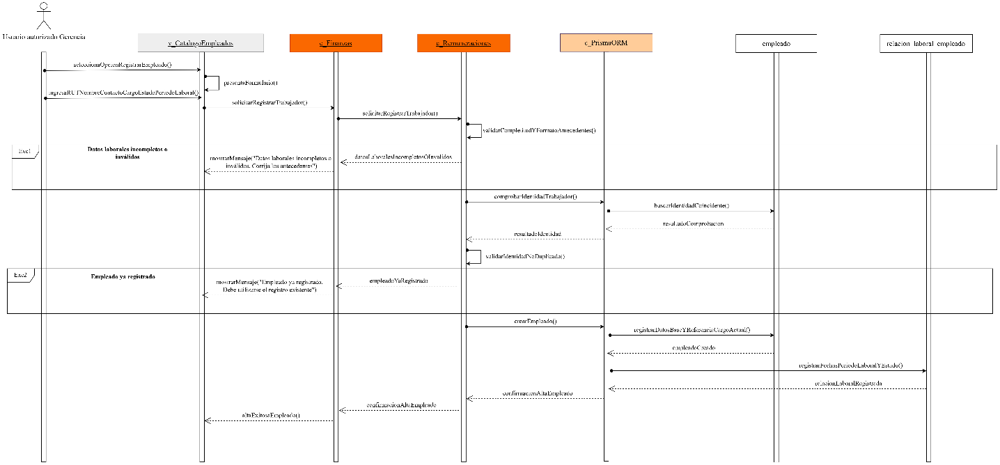 Usuario autorizado Gerencia
v_CatalogoEmpleados
c_Finanzas
c_Remuneraciones
c_PrismaORM
empleado
relacion_laboral_empleado
seleccionaOpcionRegistrarEmpleado()
presentaFormulario()
ingresaRUTNombreContactoCargoEstadoPeriodoLaboral()
solicitarRegistrarTrabajador()
solicitarRegistrarTrabajador()
validarCompletitudYFormatoAntecedentes()
Exc1
Datos laborales incompletos o
inválidos
mostrarMensaje("Datos laborales incompletos o
inválidos. Corrija los antecedentes")
datosLaboralesIncompletosOInvalidos
comprobarIdentidadTrabajador()
buscarIdentidadCoincidente()
resultadoComprobacion
resultadoIdentidad
validarIdentidadNoDuplicada()
Exc2
Empleado ya registrado
mostrarMensaje("Empleado ya registrado.
Debe utilizarse el registro existente")
empleadoYaRegistrado
crearEmpleado()
registrarDatosBaseYReferenciaCargoActual()
empleadoCreado
registrarFechasPeriodoLaboralYEstado()
relacionLaboralRegistrada
confirmacionAltaEmpleado
confirmacionAltaEmpleado
altaExitosaEmpleado()